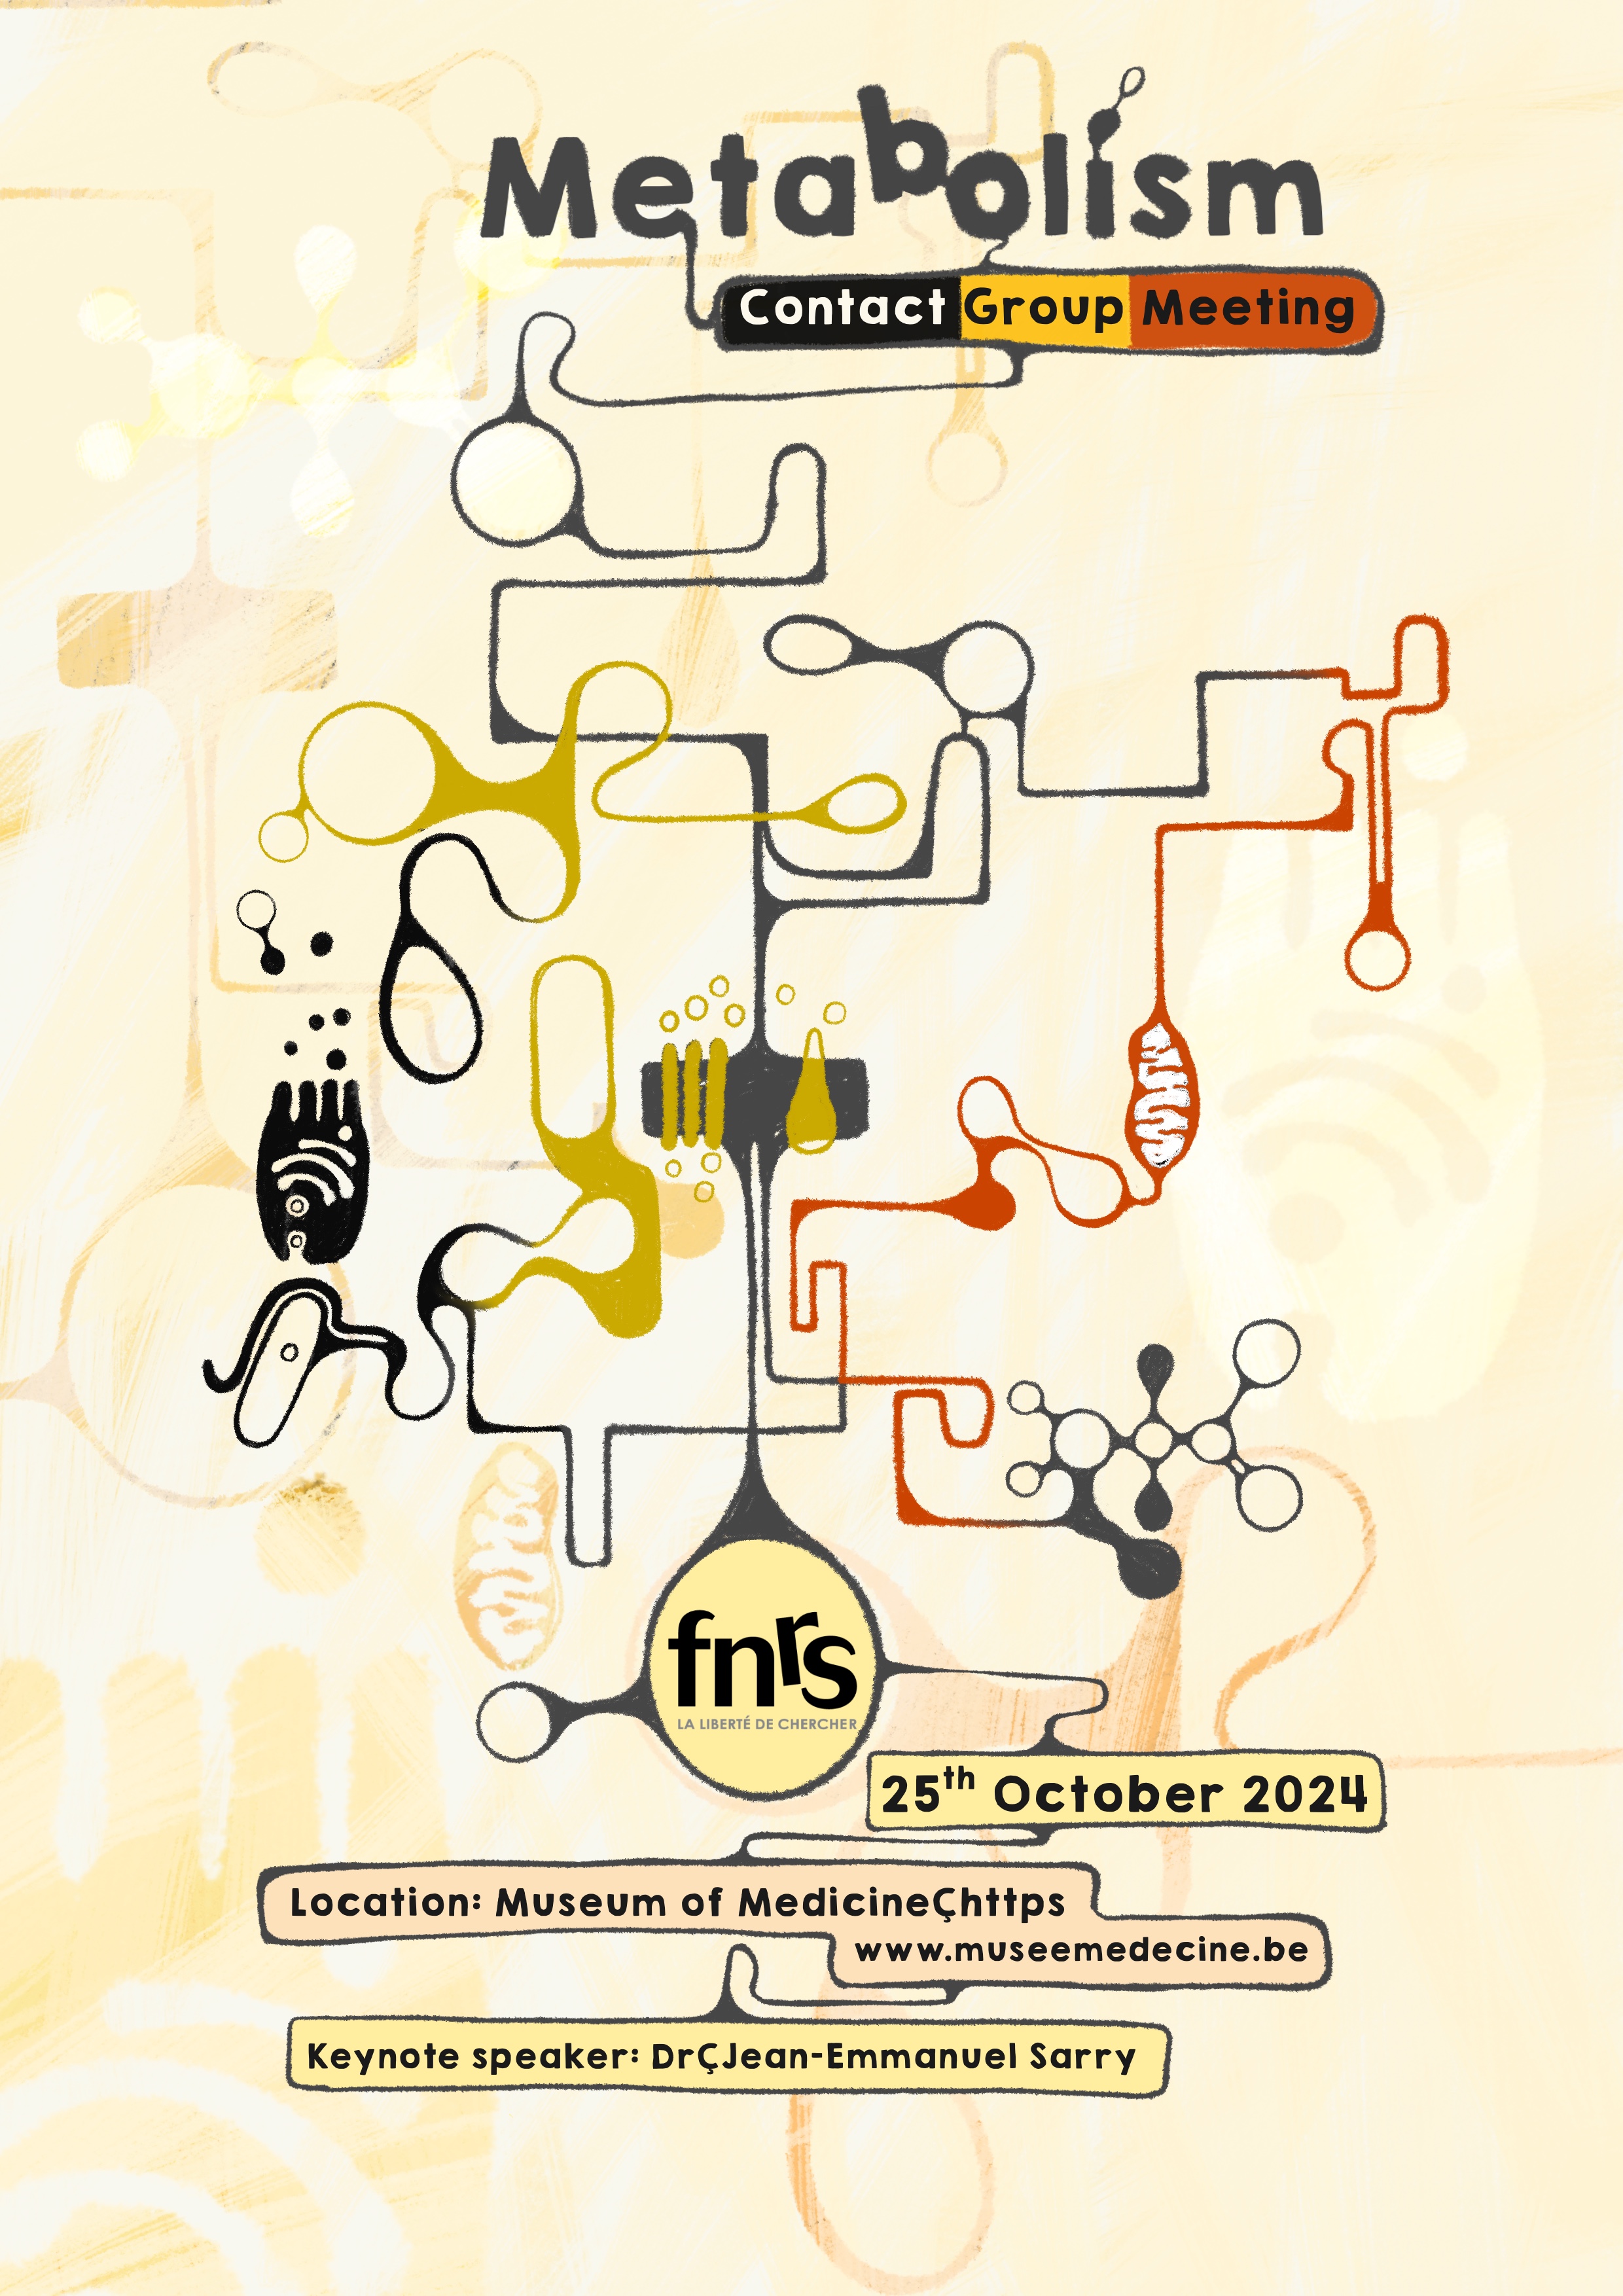 Metabolism
Contact Group Meeting
fnrs
LA LIBERTÉ DE CHERCHER
25th October 2024
Location: Museum of MedicineÇhttps
www.museemedecine.be
Keynote speaker: DrÇJean-Emmanuel Sarry